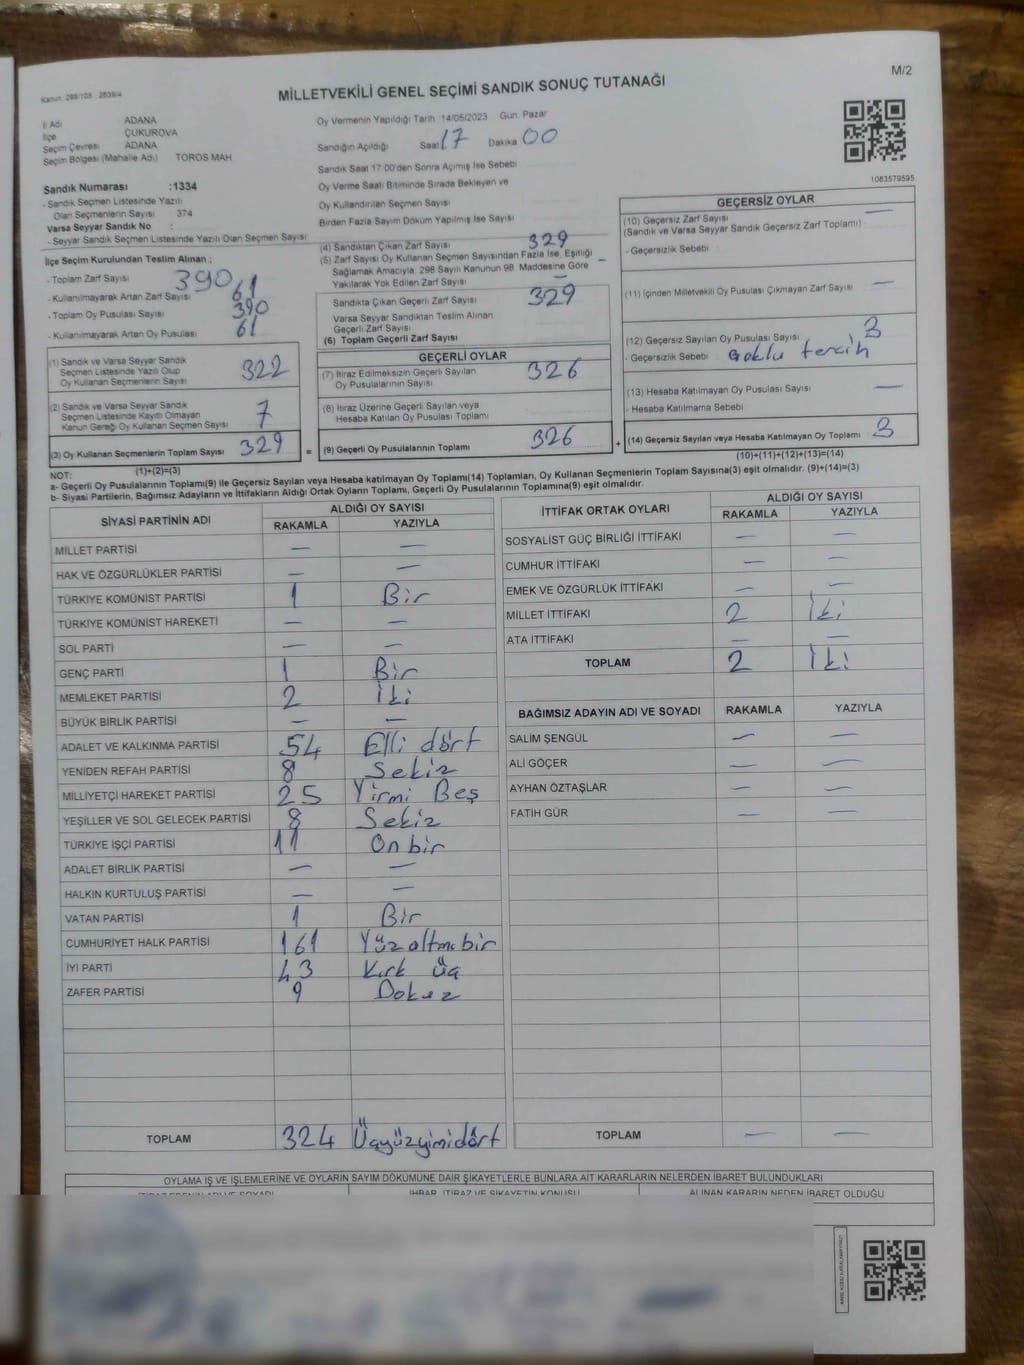 M/2
Kanun: 298/105 , 2839/4
MİLLETVEKİLİ GENEL SEÇİMİ SANDIK SONUÇ TUTANAĞI
İl Adı ADANA
İlçe ÇUKUROVA
Seçim Çevresi ADANA
Seçim Bölgesi (Mahalle Adı) TOROS MAH
Sandık Numarası :1334
- Sandık Seçmen Listesinde Yazılı
Olan Seçmenlerin Sayısı 374
Varsa Seyyar Sandık No :
- Seyyar Sandık Seçmen Listesinde Yazılı Olan Seçmen Sayısı
Oy Vermenin Yapıldığı Tarih 14/05/2023 Gün: Pazar
Sandığın Açıldığı Saat 17 Dakika 00
Sandık Saat 17:00'den Sonra Açımış İse Sebebi
Oy Verme Saati Bitiminde Sırada Bekleyen ve
Oy Kullandırılan Seçmen Sayısı
Birden Fazla Sayım Döküm Yapılmış İse Sayısı
1083579595
İlçe Seçim Kurulundan Teslim Alınan ;
- Toplam Zarf Sayısı 390
- Kullanılmayarak Artan Zarf Sayısı 61
- Toplam Oy Pusulası Sayısı 390
- Kullanılmayarak Artan Oy Pusulası 61
(4) Sandıktan Çıkan Zarf Sayısı 329
(5) Zarf Sayısı Oy Kullanan Seçmen Sayısından Fazla İse, Eşitliği –
Sağlamak Amacıyla; 298 Sayılı Kanunun 98. Maddesine Göre
Yakılarak Yok Edilen Zarf Sayısı –
Sandıkta Çıkan Geçerli Zarf Sayısı 329
Varsa Seyyar Sandıktan Teslim Alınan
Geçerli Zarf Sayısı
(6) Toplam Geçerli Zarf Sayısı
GEÇERSİZ OYLAR
(10) Geçersiz Zarf Sayısı —
(Sandık ve Varsa Seyyar Sandık Geçersiz Zarf Toplamı)
- Geçersizlik Sebebi
(11) İçinden Milletvekili Oy Pusulası Çıkmayan Zarf Sayısı —
(12) Geçersiz Sayılan Oy Pusulası Sayısı 3
- Geçersizlik Sebebi Çoklu tercih
(13) Hesaba Katılmayan Oy Pusulası Sayısı —
- Hesaba Katılmama Sebebi
(14) Geçersiz Sayılan veya Hesaba Katılmayan Oy Toplamı 3
(10)+(11)+(12)+(13)=(14)
(1) Sandık ve Varsa Seyyar Sandık
Seçmen Listesinde Yazılı Olup
Oy Kullanan Seçmenlerin Sayısı 322
(2) Sandık ve Varsa Seyyar Sandık
Seçmen Listesinde Kayıtlı Olmayan
Kanun Gereği Oy Kullanan Seçmen Sayısı 7
(3) Oy Kullanan Seçmenlerin Toplam Sayısı 329
(1)+(2)=(3)
=
GEÇERLİ OYLAR
(7) İtiraz Edilmeksizin Geçerli Sayılan
Oy Pusulalarının Sayısı 326
(8) İtiraz Üzerine Geçerli Sayılan veya
Hesaba Katılan Oy Pusulası Toplamı
(9) Geçerli Oy Pusulalarının Toplamı 326
+
NOT:
a- Geçerli Oy Pusulalarının Toplamı(9) ile Geçersiz Sayılan veya Hesaba katılmayan Oy Toplamı(14) Toplamları, Oy Kullanan Seçmenlerin Toplam Sayısına(3) eşit olmalıdır. (9)+(14)=(3)
b- Siyasi Partilerin, Bağımsız Adayların ve İttifakların Aldığı Ortak Oyların Toplamı, Geçerli Oy Pusulalarının Toplamına(9) eşit olmalıdır.
SİYASİ PARTİNİN ADI ALDIĞI OY SAYISI
RAKAMLA YAZIYLA
MİLLET PARTİSİ — —
HAK VE ÖZGÜRLÜKLER PARTİSİ — —
TÜRKİYE KOMÜNİST PARTİSİ 1 Bir
TÜRKİYE KOMÜNİST HAREKETİ — —
SOL PARTİ — —
GENÇ PARTİ 1 Bir
MEMLEKET PARTİSİ 2 İki
BÜYÜK BİRLİK PARTİSİ — —
ADALET VE KALKINMA PARTİSİ 54 Elli dört
YENİDEN REFAH PARTİSİ 8 Sekiz
MİLLİYETÇİ HAREKET PARTİSİ 25 Yirmi Beş
YEŞİLLER VE SOL GELECEK PARTİSİ 8 Sekiz
TÜRKİYE İŞÇİ PARTİSİ 11 On bir
ADALET BİRLİK PARTİSİ — —
HALKIN KURTULUŞ PARTİSİ — —
VATAN PARTİSİ 1 Bir
CUMHURİYET HALK PARTİSİ 161 Yüz altmı bir
İYİ PARTİ 43 Kırk üç
ZAFER PARTİSİ 9 Dokuz
TOPLAM 324 Üçyüzyimidört
İTTİFAK ORTAK OYLARI ALDIĞI OY SAYISI
RAKAMLA YAZIYLA
SOSYALİST GÜÇ BİRLİĞİ İTTİFAKI — —
CUMHUR İTTİFAKI — —
EMEK VE ÖZGÜRLÜK İTTİFAKI — —
MİLLET İTTİFAKI 2 İki
ATA İTTİFAKI — —
TOPLAM 2 İki
BAĞIMSIZ ADAYIN ADI VE SOYADI RAKAMLA YAZIYLA
SALİM ŞENGÜL — —
ALİ GÖÇER — —
AYHAN ÖZTAŞLAR — —
FATİH GÜR — —
TOPLAM — —
OYLAMA İŞ VE İŞLEMLERİNE VE OYLARIN SAYIM DÖKÜMÜNE DAİR ŞİKAYETLERLE BUNLARA AİT KARARLARIN NELERDEN İBARET BULUNDUKLARI
İTİRAZ EDENİN ADI VE SOYADI İHBAR, İTİRAZ VE ŞİKAYETİN KONUSU ALINAN KARARIN NEDEN İBARET OLDUĞU